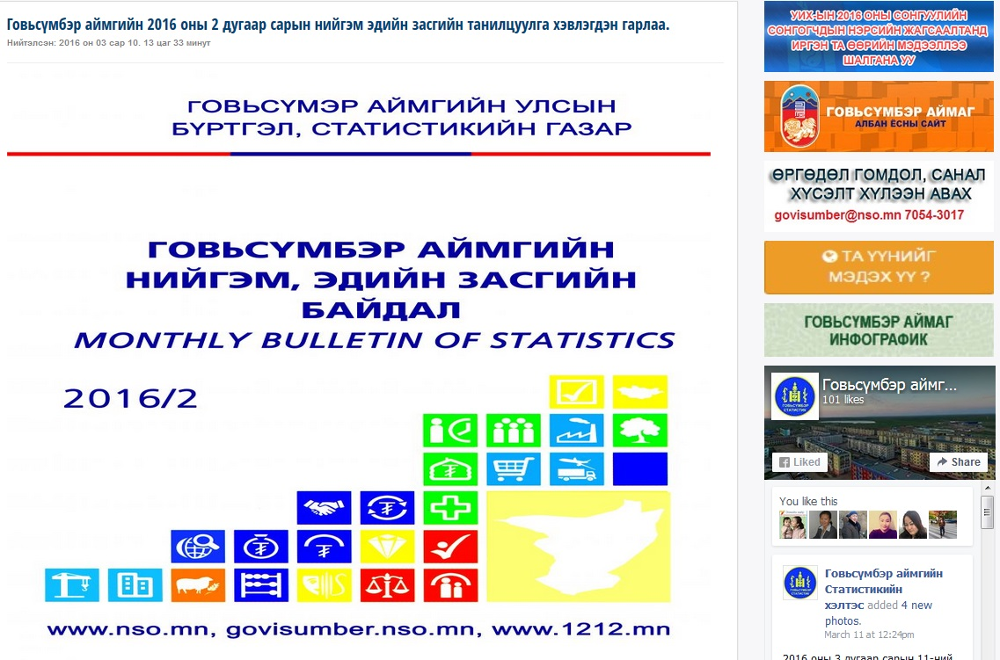 Говьсүмбэр аймгийн 2016 оны 2 дугаар сарын нийгэм эдийн засгийн танилцуулга хэвлэгдэн гарлаа.
Нийтэлсэн: 2016 он 03 сар 10. 13 цаг 33 минут
ГОВЬСҮМЭР АЙМГИЙН УЛСЫН
БҮРТГЭЛ, СТАТИСТИКИЙН ГАЗАР
ГОВЬСҮМБЭР АЙМГИЙН
НИЙГЭМ, ЭДИЙН ЗАСГИЙН
БАЙДАЛ
MONTHLY BULLETIN OF STATISTICS
2016/2
www.nso.mn, govisumber.nso.mn, www.1212.mn
УИХ-ЫН 2016 ОНЫ СОНГУУЛИЙН
СОНГОГЧДЫН НЭРСИЙН ЖАГСААЛТАНД
ИРГЭН ТА ӨӨРИЙН МЭДЭЭЛЛЭЭ
ШАЛГАНА УУ
ГОВЬСҮМБЭР АЙМАГ
АЛБАН ЁСНЫ САЙТ
ӨРГӨДӨЛ ГОМДОЛ, САНАЛ
ХҮСЭЛТ ХҮЛЭЭН АВАХ
govisumber@nso.mn 7054-3017
ТА ҮҮНИЙГ
МЭДЭХ ҮҮ ?
ГОВЬСҮМБЭР АЙМАГ
ИНФОГРАФИК
Говьсүмбэр аймг...
101 likes
Liked
Share
You like this
Говьсүмбэр аймгийн
Статистикийн
хэлтэс added 4 new
photos.
March 11 at 12:24pm
2016 оны 3 дугаар сарын 11-ний